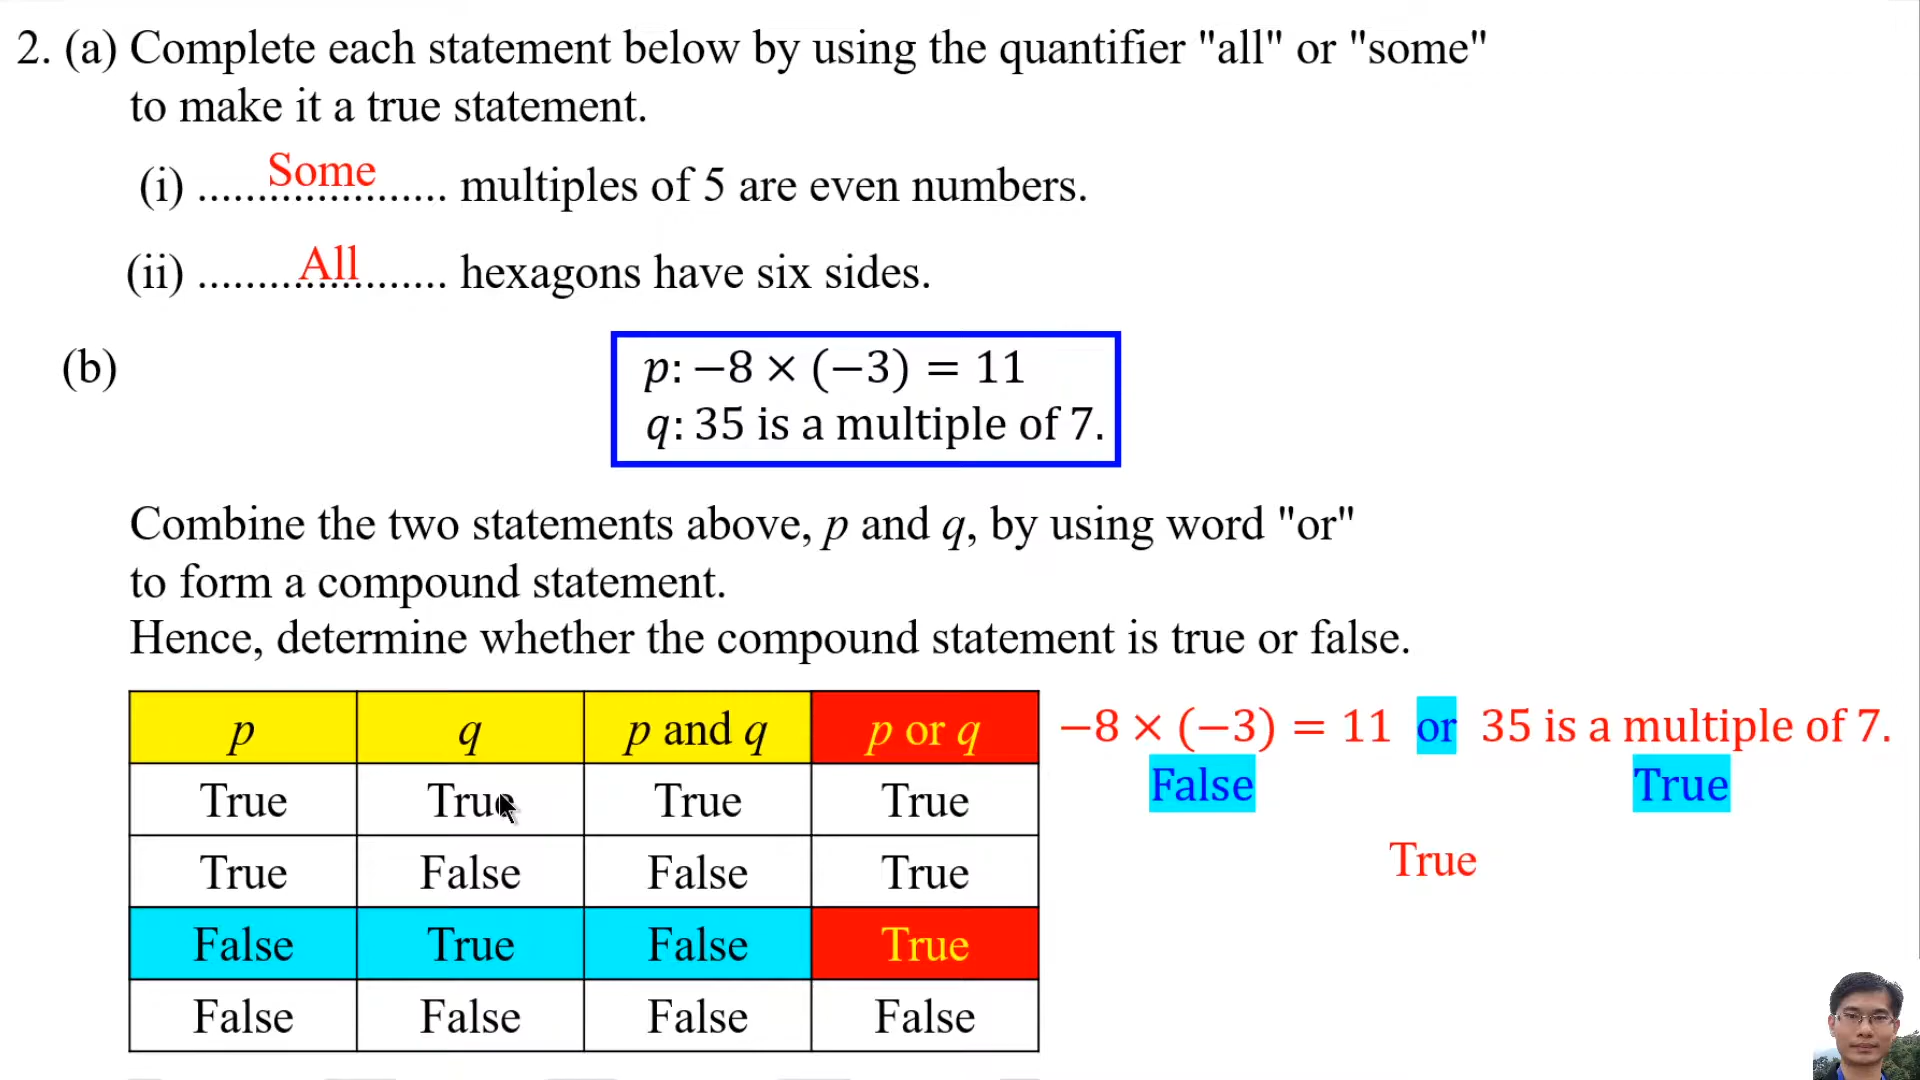 2. (a) Complete each statement below by using the quantifier "all" or "some"
to make it a true statement.
(i) ..................... multiples of 5 are even numbers.
Some
(ii) ..................... hexagons have six sides.
All
(b)
p: −8 × (−3) = 11
q: 35 is a multiple of 7.
Combine the two statements above, p and q, by using word "or"
to form a compound statement.
Hence, determine whether the compound statement is true or false.
p q p and q p or q
True True True True
True False False True
False True False True
False False False False
−8 × (−3) = 11 or 35 is a multiple of 7.
False True
True